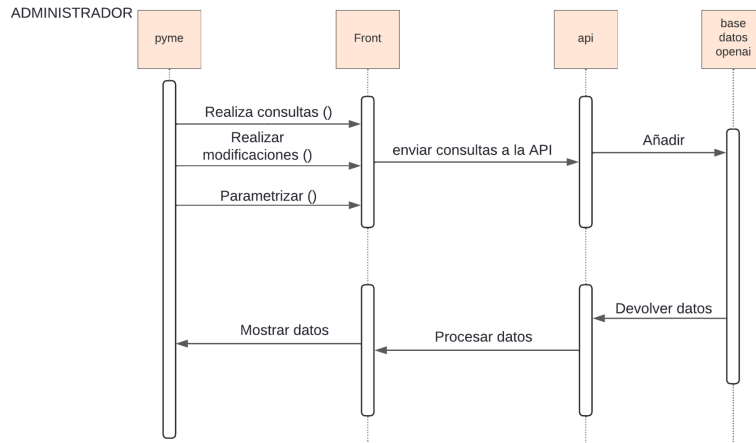 ADMINISTRADOR
pyme
Front
api
base
datos
openai
Realiza consultas ()
Realizar
modificaciones ()
enviar consultas a la API
Añadir
Parametrizar ()
Devolver datos
Mostrar datos
Procesar datos